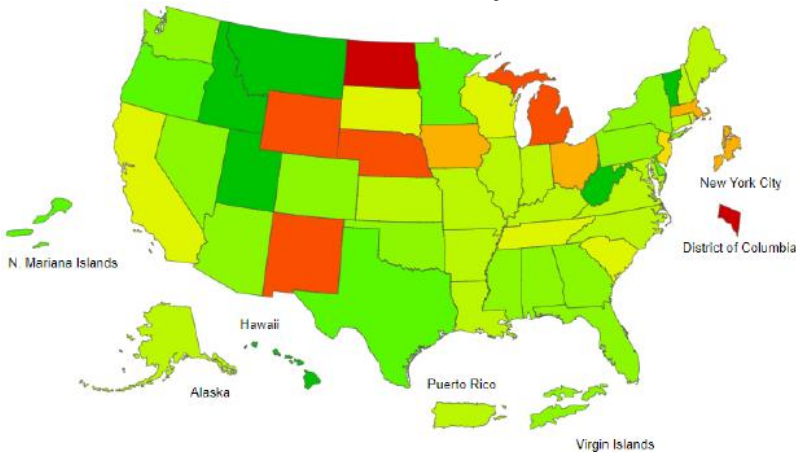 New York City
District of Columbia
N. Mariana Islands
Hawaii
Alaska
Puerto Rico
Virgin Islands